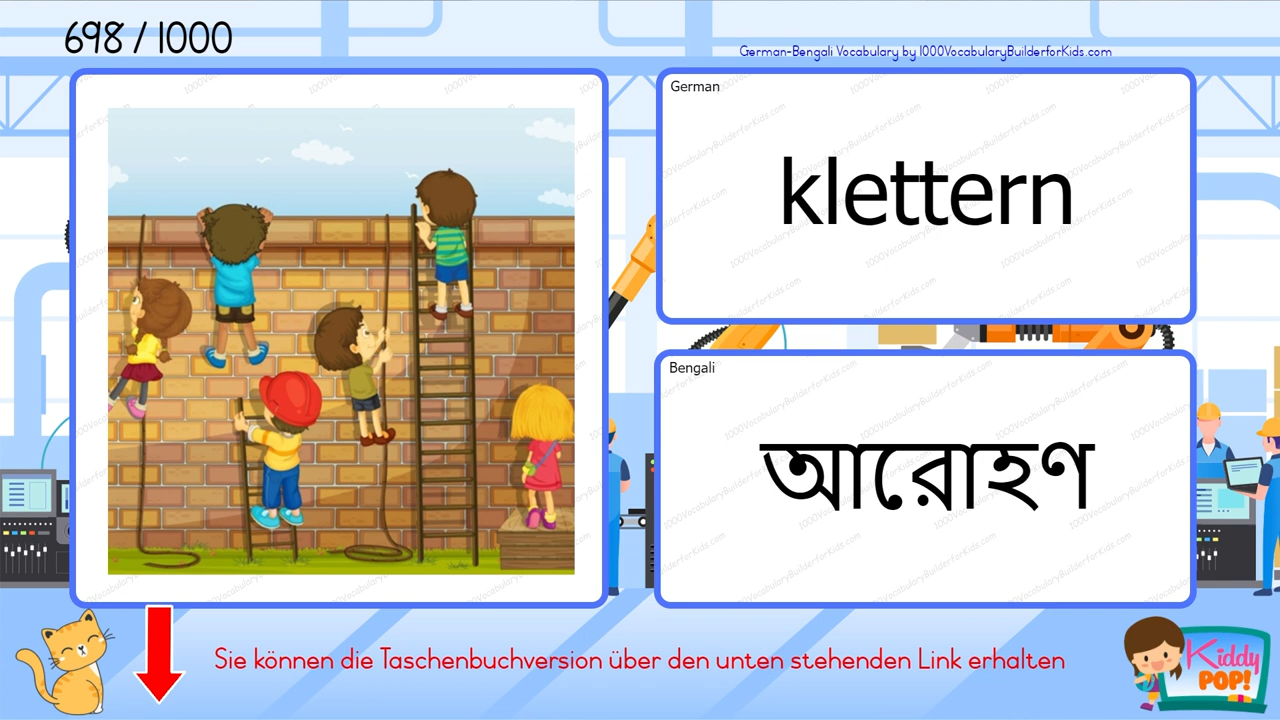 698 / 1000
German-Bengali Vocabulary by 1000VocabularyBuilderforKids.com
German
klettern
Bengali
আরোহণ
Sie können die Taschenbuchversion über den unten stehenden Link erhalten
Kiddy
POP!